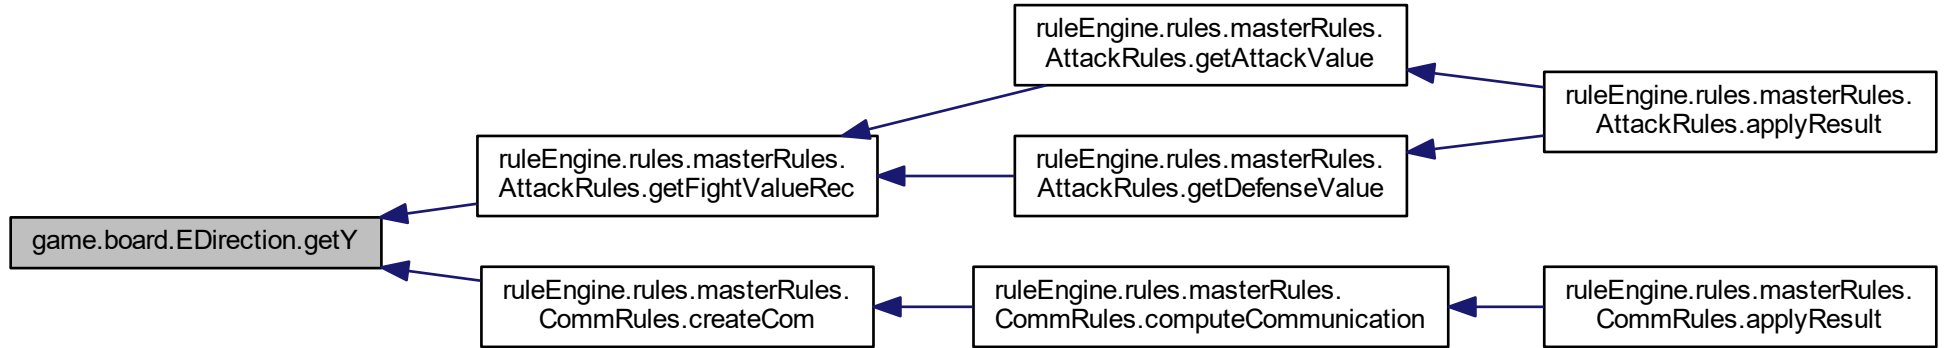 ruleEngine.rules.masterRules.
AttackRules.getAttackValue
ruleEngine.rules.masterRules.
AttackRules.applyResult
ruleEngine.rules.masterRules.
AttackRules.getFightValueRec
ruleEngine.rules.masterRules.
AttackRules.getDefenseValue
game.board.EDirection.getY
ruleEngine.rules.masterRules.
CommRules.createCom
ruleEngine.rules.masterRules.
CommRules.computeCommunication
ruleEngine.rules.masterRules.
CommRules.applyResult